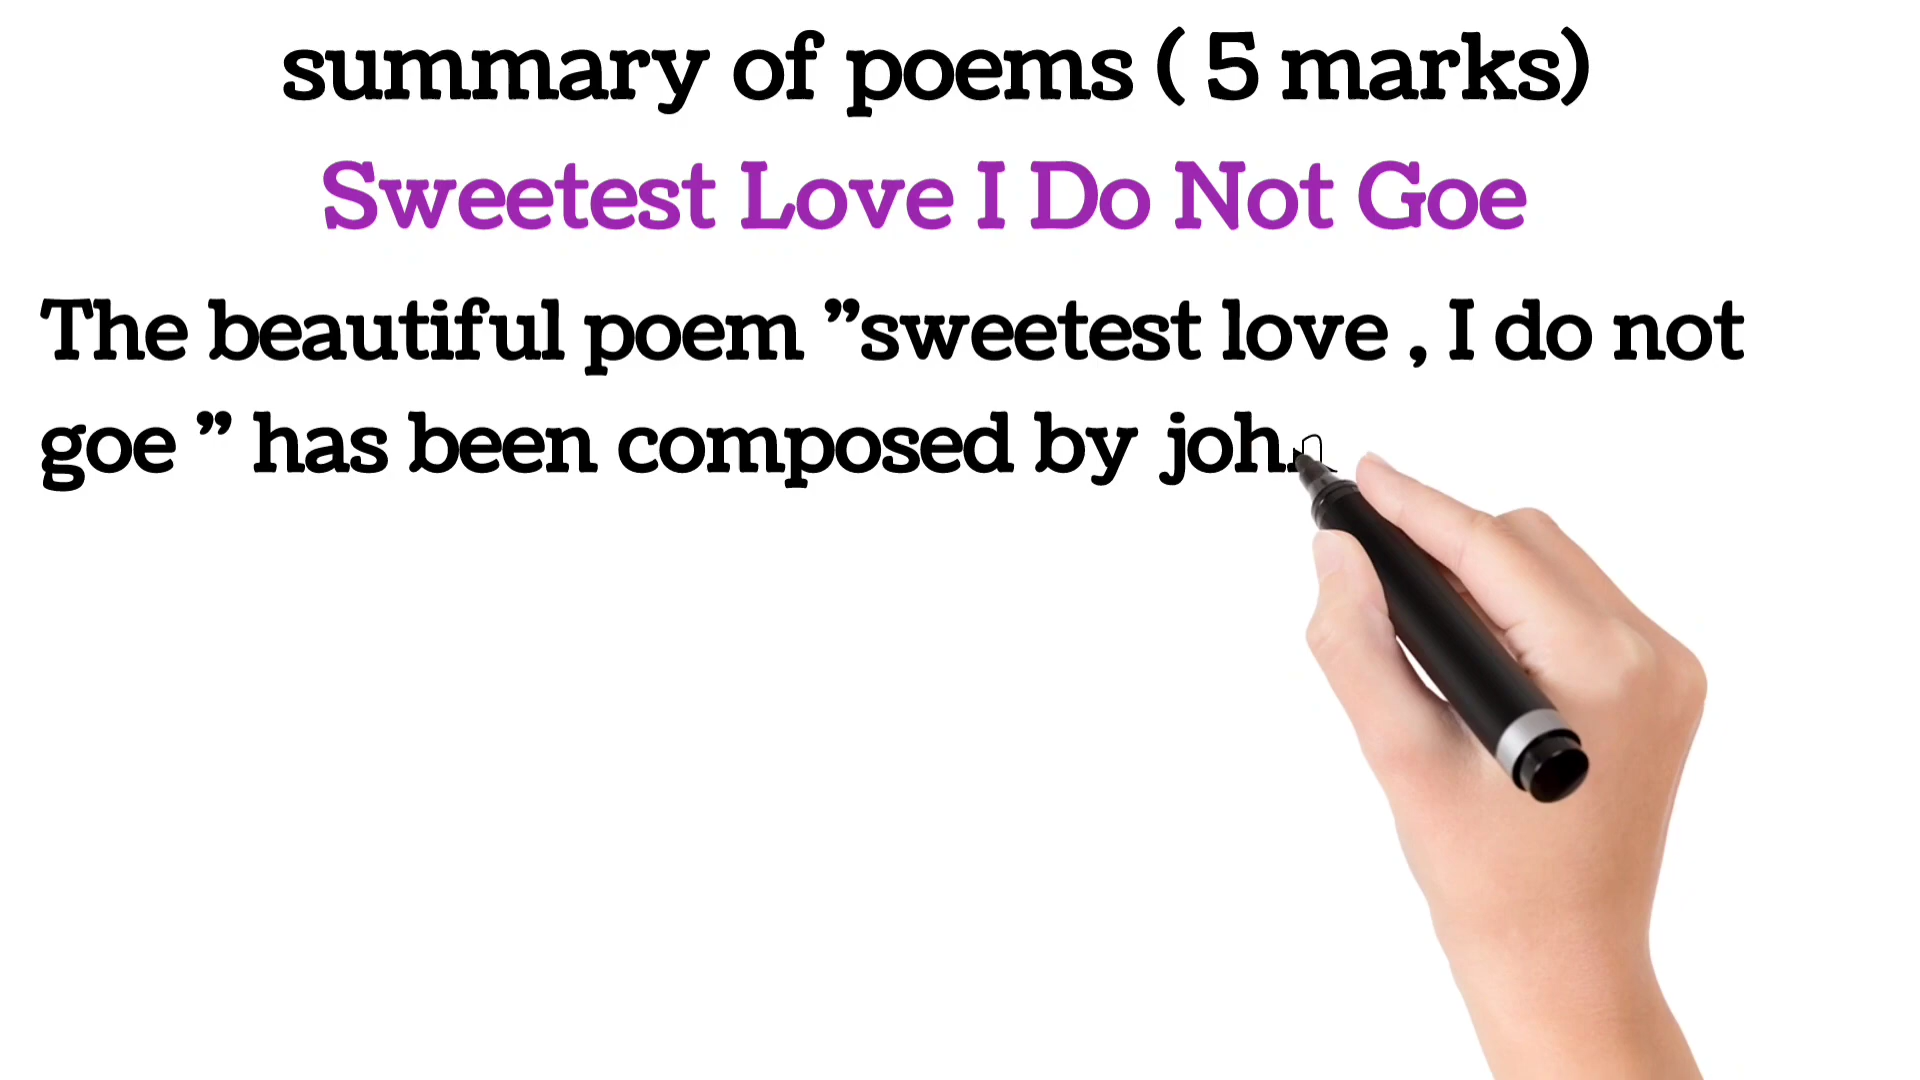 summary of poems ( 5 marks)
Sweetest Love I Do Not Goe
The beautiful poem ”sweetest love , I do not
goe ” has been composed by john